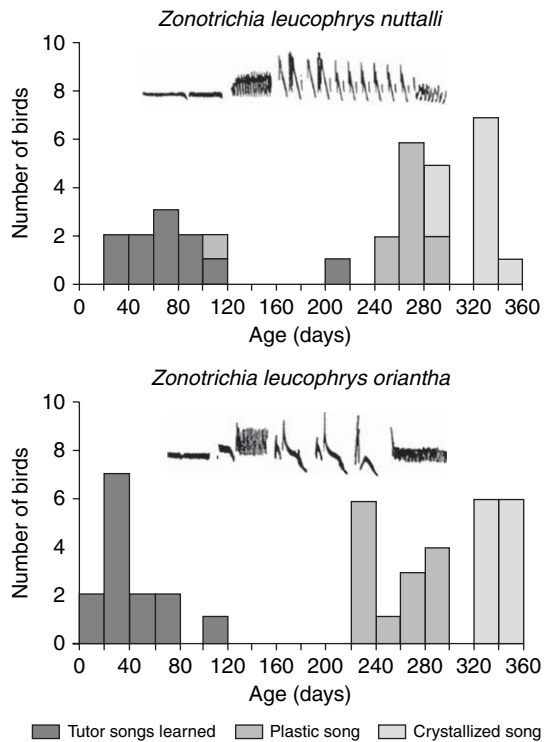 Zonotrichia leucophrys nuttalli
10
8
6
4
2
0
Number of birds
0 40 80 120 160 200 240 280 320 360
Age (days)
Zonotrichia leucophrys oriantha
10
8
6
4
2
0
Number of birds
0 40 80 120 160 200 240 280 320 360
Age (days)
Tutor songs learned Plastic song Crystallized song